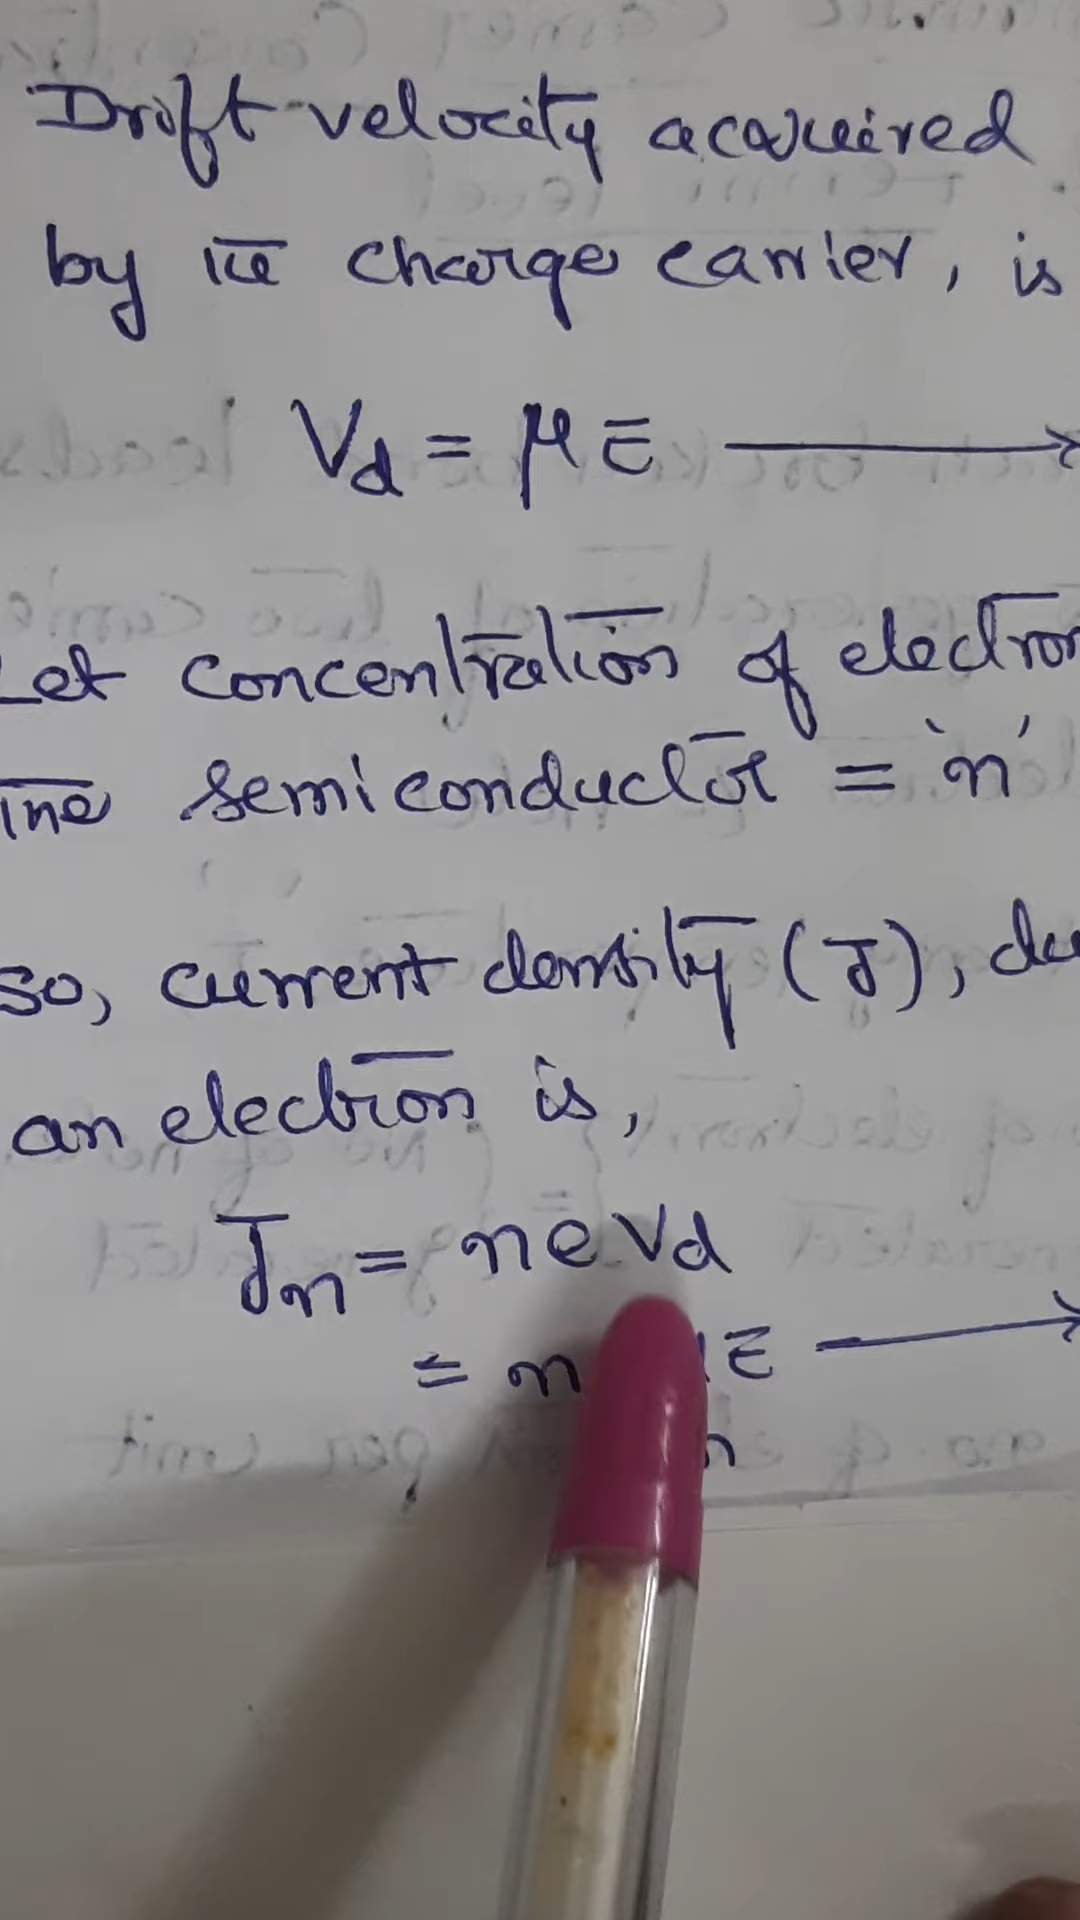 Drift velocity acquired
by the charge carrier, is
Vd = μE ⟶
Let concentration of electron
the semiconductor = 'n'
so, current density (J), du
an electron is,
Jn = neVd
= n E ⟶
n